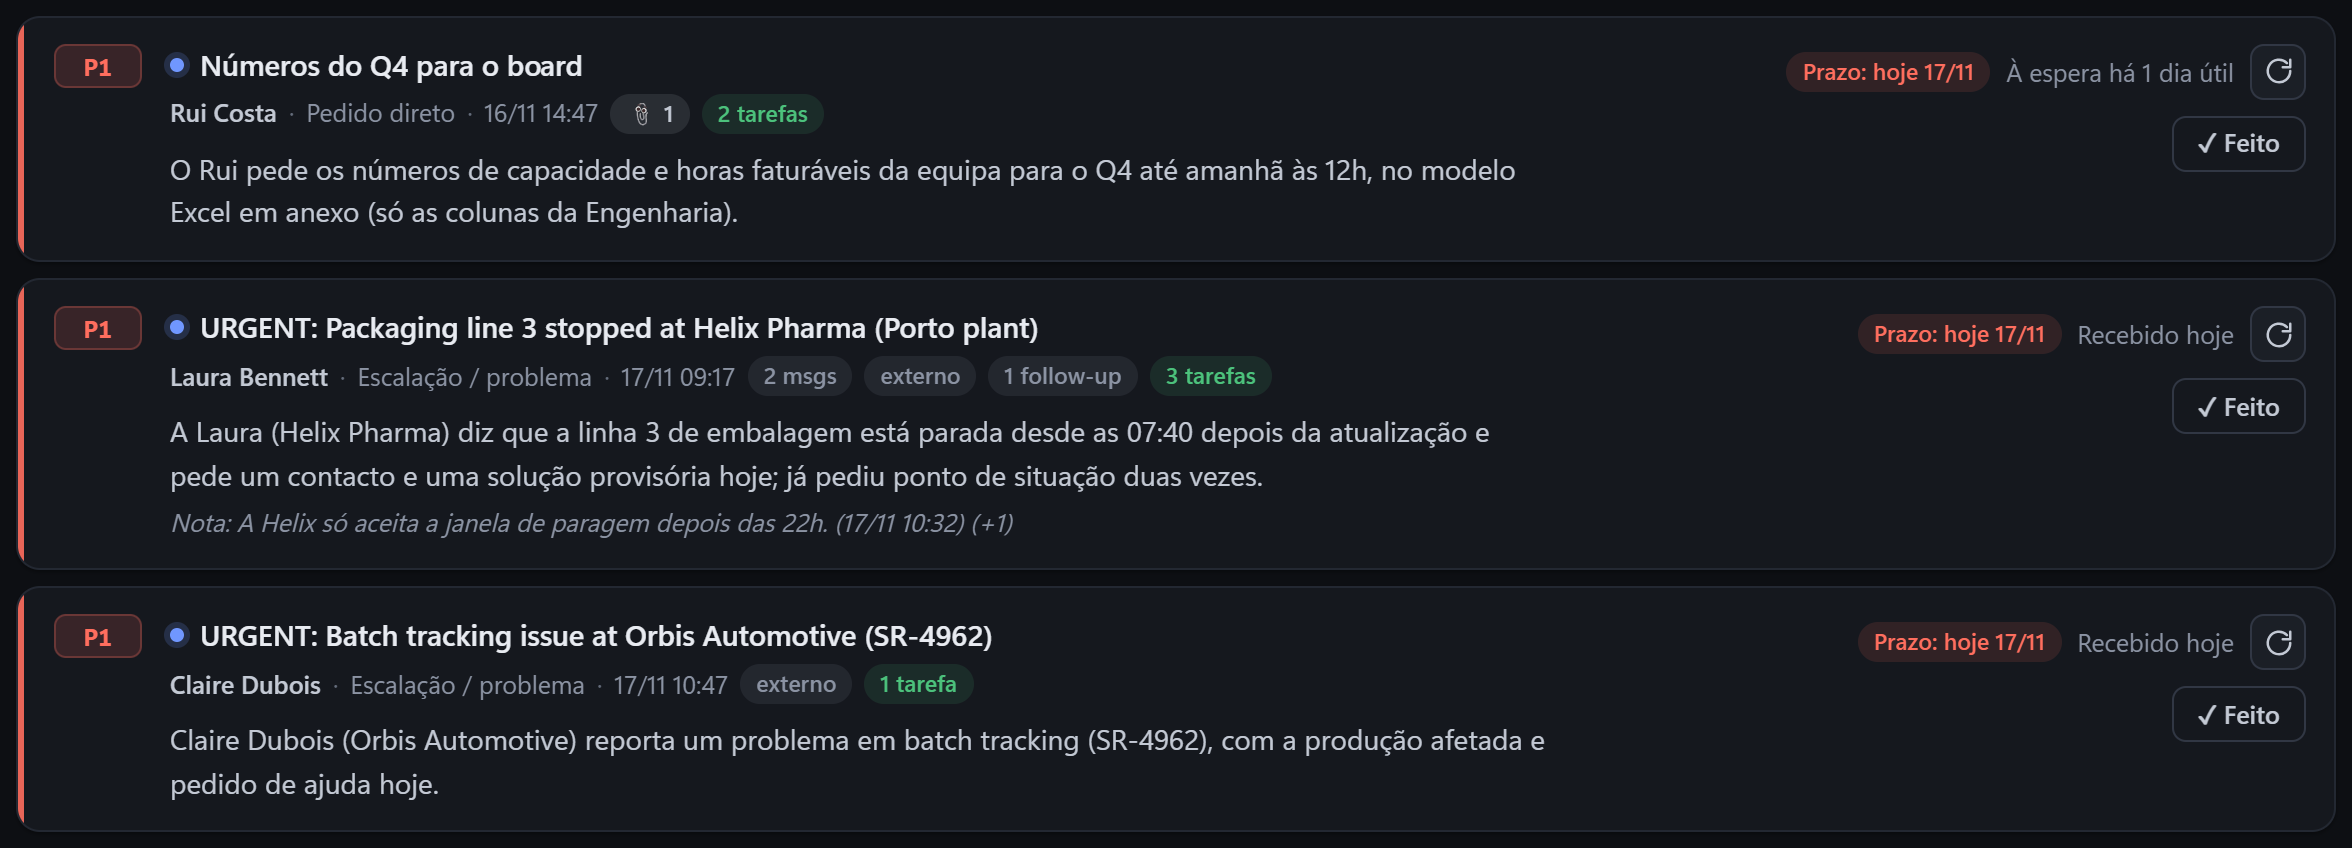 P1 Números do Q4 para o board Prazo: hoje 17/11 À espera há 1 dia útil
Rui Costa · Pedido direto · 16/11 14:47 1 2 tarefas
✓ Feito
O Rui pede os números de capacidade e horas faturáveis da equipa para o Q4 até amanhã às 12h, no modelo
Excel em anexo (só as colunas da Engenharia).
P1 URGENT: Packaging line 3 stopped at Helix Pharma (Porto plant) Prazo: hoje 17/11 Recebido hoje
Laura Bennett · Escalação / problema · 17/11 09:17 2 msgs externo 1 follow-up 3 tarefas
✓ Feito
A Laura (Helix Pharma) diz que a linha 3 de embalagem está parada desde as 07:40 depois da atualização e
pede um contacto e uma solução provisória hoje; já pediu ponto de situação duas vezes.
Nota: A Helix só aceita a janela de paragem depois das 22h. (17/11 10:32) (+1)
P1 URGENT: Batch tracking issue at Orbis Automotive (SR-4962) Prazo: hoje 17/11 Recebido hoje
Claire Dubois · Escalação / problema · 17/11 10:47 externo 1 tarefa
✓ Feito
Claire Dubois (Orbis Automotive) reporta um problema em batch tracking (SR-4962), com a produção afetada e
pedido de ajuda hoje.